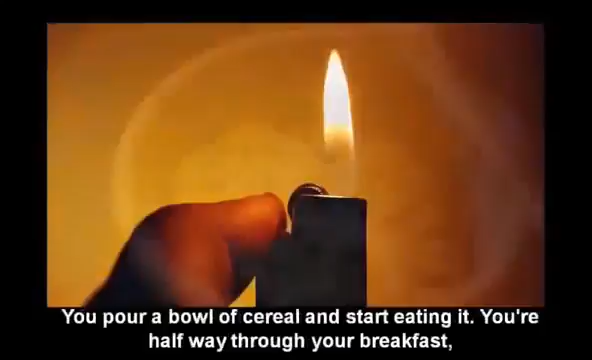 You pour a bowl of cereal and start eating it. You're
half way through your breakfast,